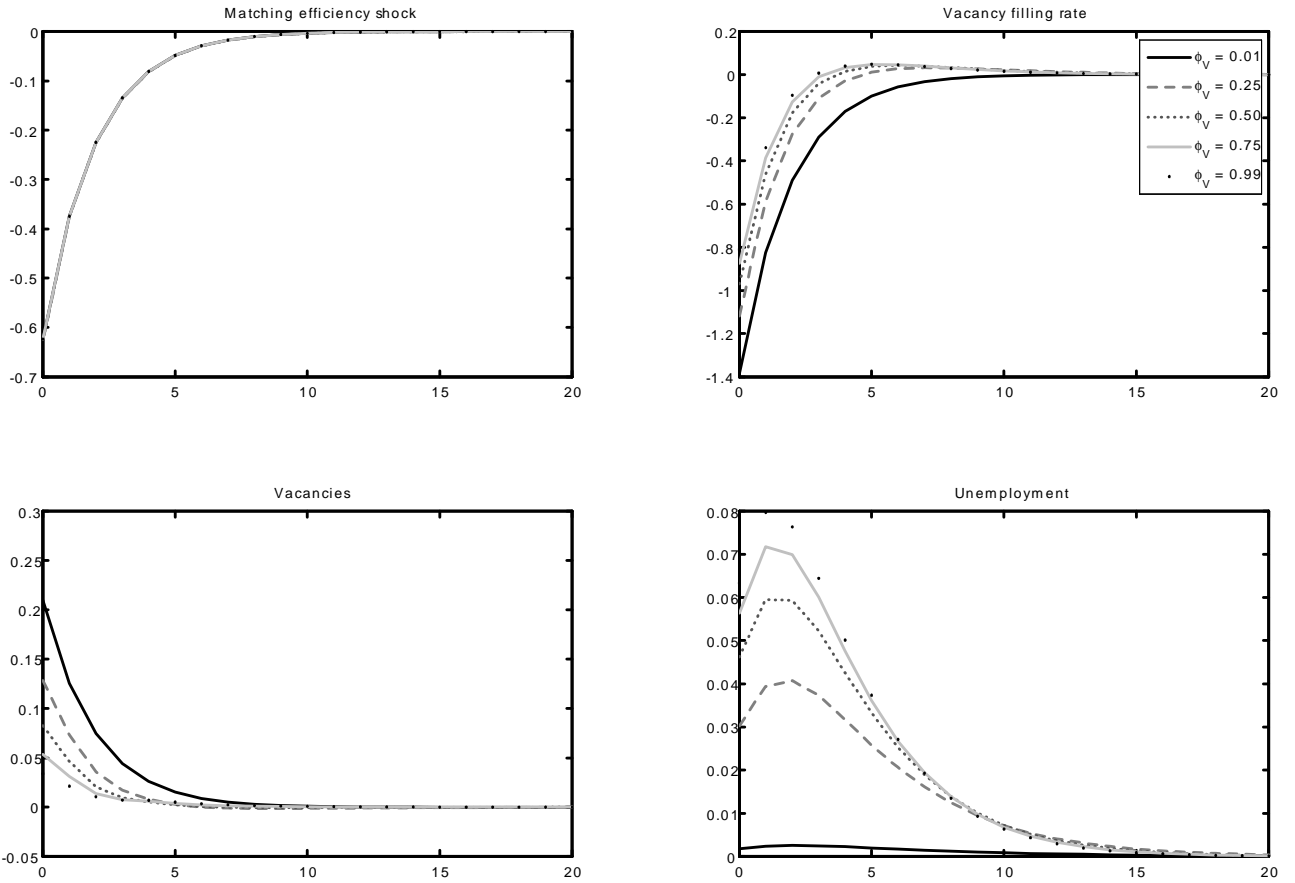 Matching efficiency shock
0
-0.1
-0.2
-0.3
-0.4
-0.5
-0.6
-0.7
0 5 10 15 20
Vacancy filling rate
0.2
0
-0.2
-0.4
-0.6
-0.8
-1
-1.2
-1.4
0 5 10 15 20
ϕV = 0.01
ϕV = 0.25
ϕV = 0.50
ϕV = 0.75
ϕV = 0.99
Vacancies
0.3
0.25
0.2
0.15
0.1
0.05
0
-0.05
0 5 10 15 20
Unemployment
0.08
0.07
0.06
0.05
0.04
0.03
0.02
0.01
0
0 5 10 15 20